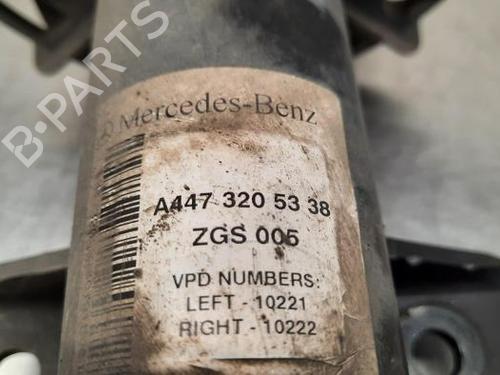 B-PARTS
Mercedes-Benz
A447 320 53 38
ZGS 005
VPD NUMBERS:
LEFT - 10221
RIGHT - 10222